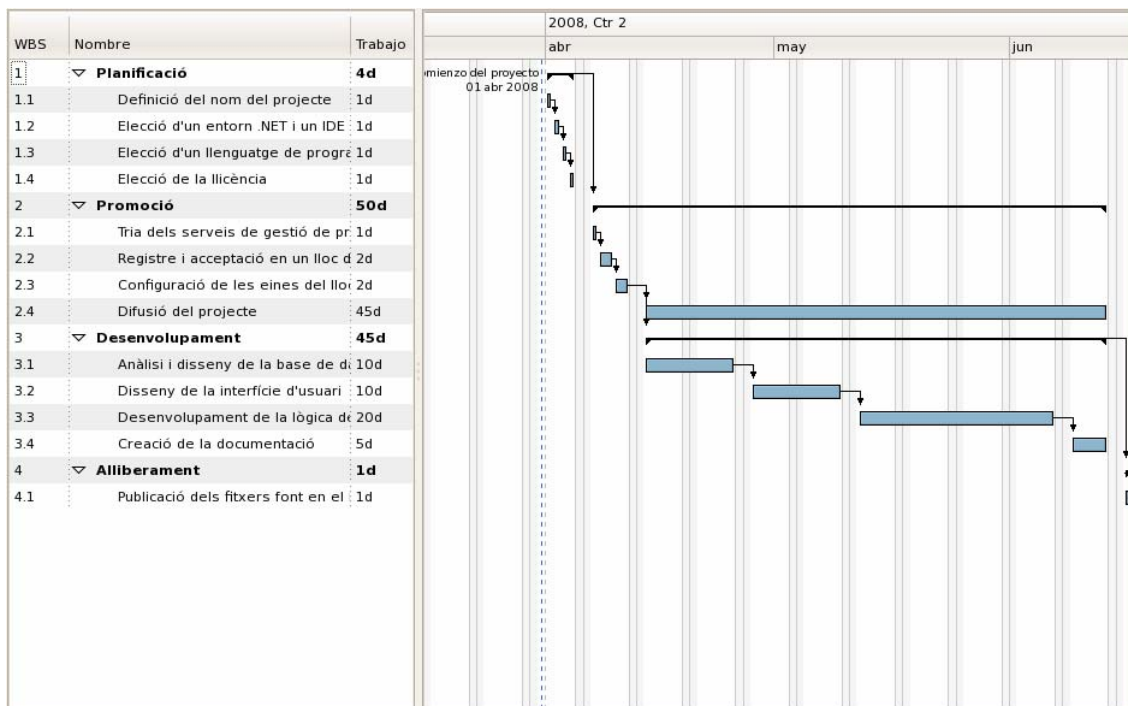 2008, Ctr 2
WBS Nombre Trabajo abr may jun
1 Planificació 4d
omienzo del proyecto
01 abr 2008
1.1 Definició del nom del projecte 1d
1.2 Elecció d'un entorn .NET i un IDE 1d
1.3 Elecció d'un llenguatge de progra 1d
1.4 Elecció de la llicència 1d
2 Promoció 50d
2.1 Tria dels serveis de gestió de pr 1d
2.2 Registre i acceptació en un lloc d 2d
2.3 Configuració de les eines del lloc 2d
2.4 Difusió del projecte 45d
3 Desenvolupament 45d
3.1 Anàlisi i disseny de la base de da 10d
3.2 Disseny de la interfície d'usuari 10d
3.3 Desenvolupament de la lògica de 20d
3.4 Creació de la documentació 5d
4 Alliberament 1d
4.1 Publicació dels fitxers font en el 1d